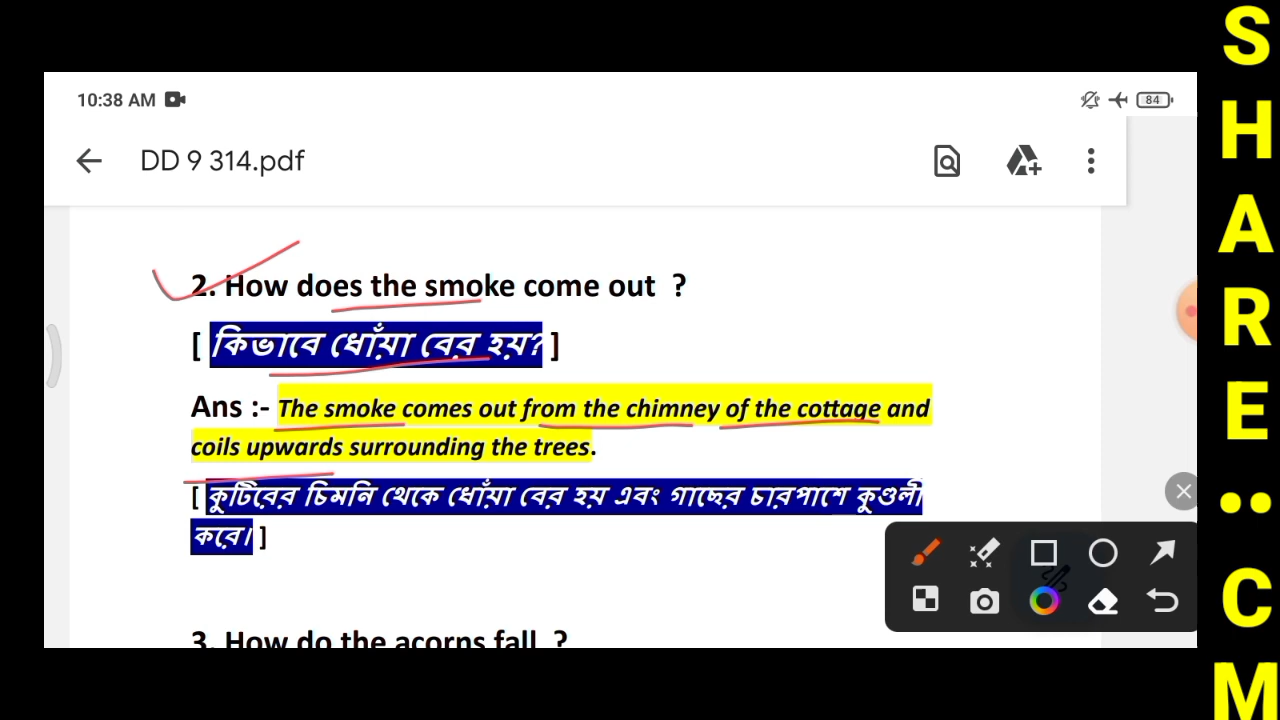 10:38 AM
84
DD 9 314.pdf
2. How does the smoke come out ?
[ কিভাবে ধোঁয়া বের হয়? ]
Ans :- The smoke comes out from the chimney of the cottage and
coils upwards surrounding the trees.
[ কুটিরের চিমনি থেকে ধোঁয়া বের হয় এবং গাছের চারপাশে কুণ্ডলী
করে। ]
3. How do the acorns fall ?
S
H
A
R
E
..
C
M